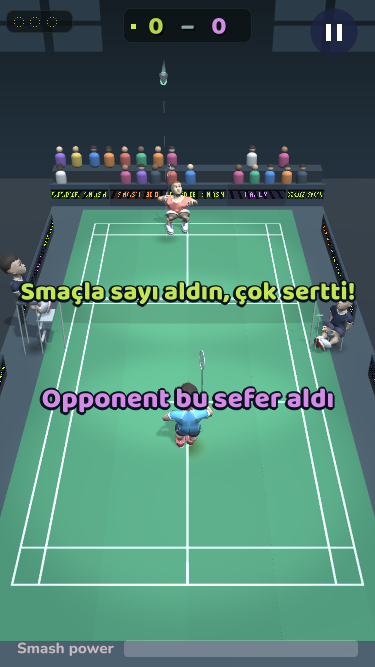 0 – 0
Smaçla sayı aldın, çok sertti!
Opponent bu sefer aldı
Smash power